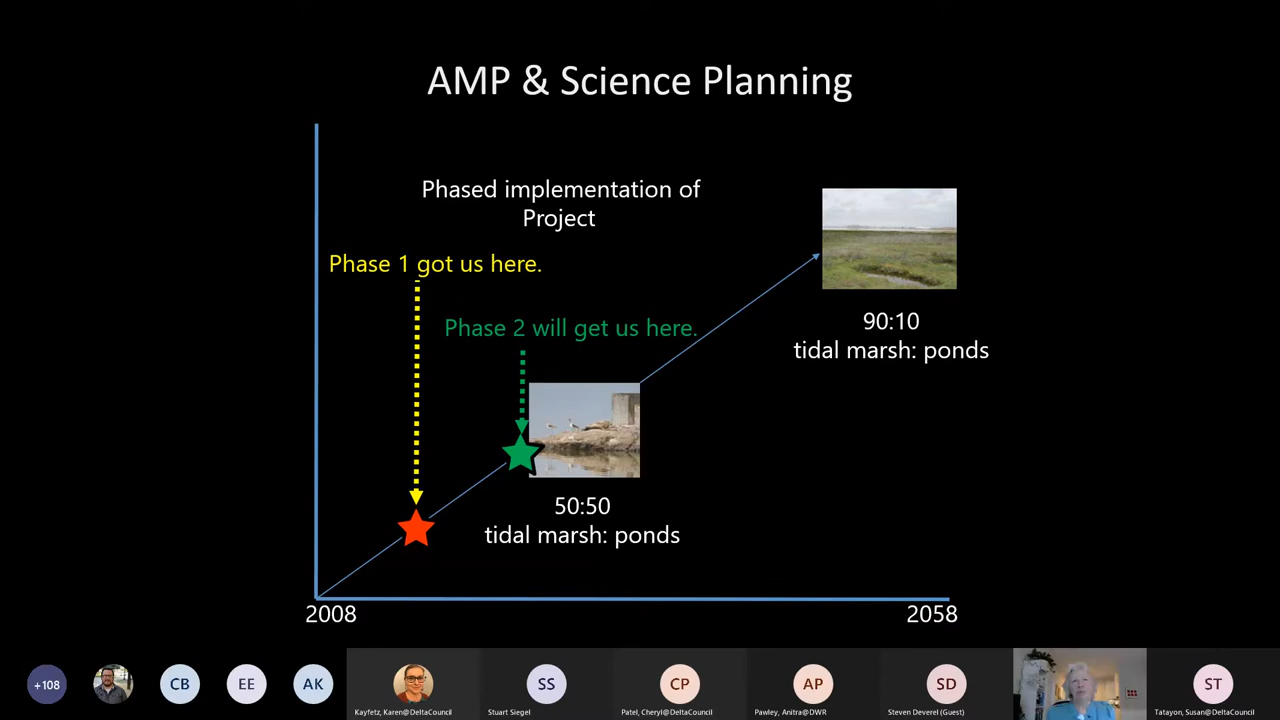 AMP & Science Planning
Phased implementation of
Project
Phase 1 got us here.
Phase 2 will get us here.
90:10
tidal marsh: ponds
50:50
tidal marsh: ponds
2008
2058
+108
CB
EE
AK
SS
CP
AP
SD
ST
Kayfetz, Karen@DeltaCouncil
Stuart Siegel
Patel, Cheryl@DeltaCouncil
Pawley, Anitra@DWR
Steven Deverel (Guest)
Tatayon, Susan@DeltaCouncil